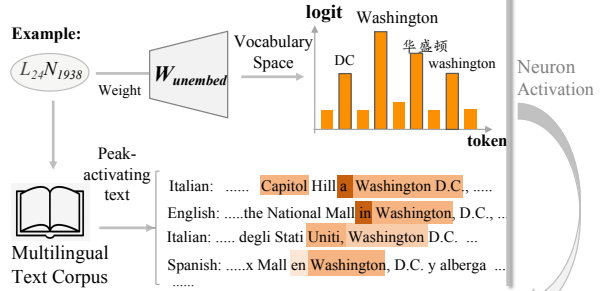 Example:
L24N1938
Weight
Wunembed
Vocabulary
Space
logit
Washington
DC
华盛顿
washington
token
Neuron
Activation
Peak-
activating
text
Multilingual
Text Corpus
Italian: ...... Capitol Hill a Washington D.C., .....
English: .....the National Mall in Washington, D.C., ...
Italian: ..... degli Stati Uniti, Washington D.C. ...
Spanish: .....x Mall en Washington, D.C. y alberga ...
......